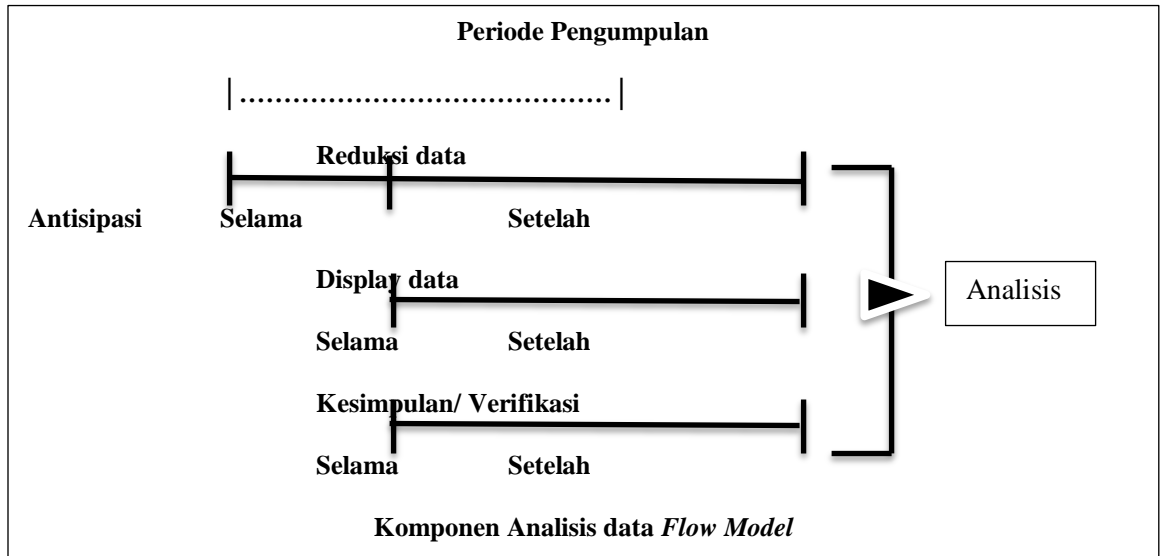 Periode Pengumpulan
|……………………………………|
Reduksi data
Antisipasi Selama Setelah
Display data
Analisis
Selama Setelah
Kesimpulan/ Verifikasi
Selama Setelah
Komponen Analisis data Flow Model